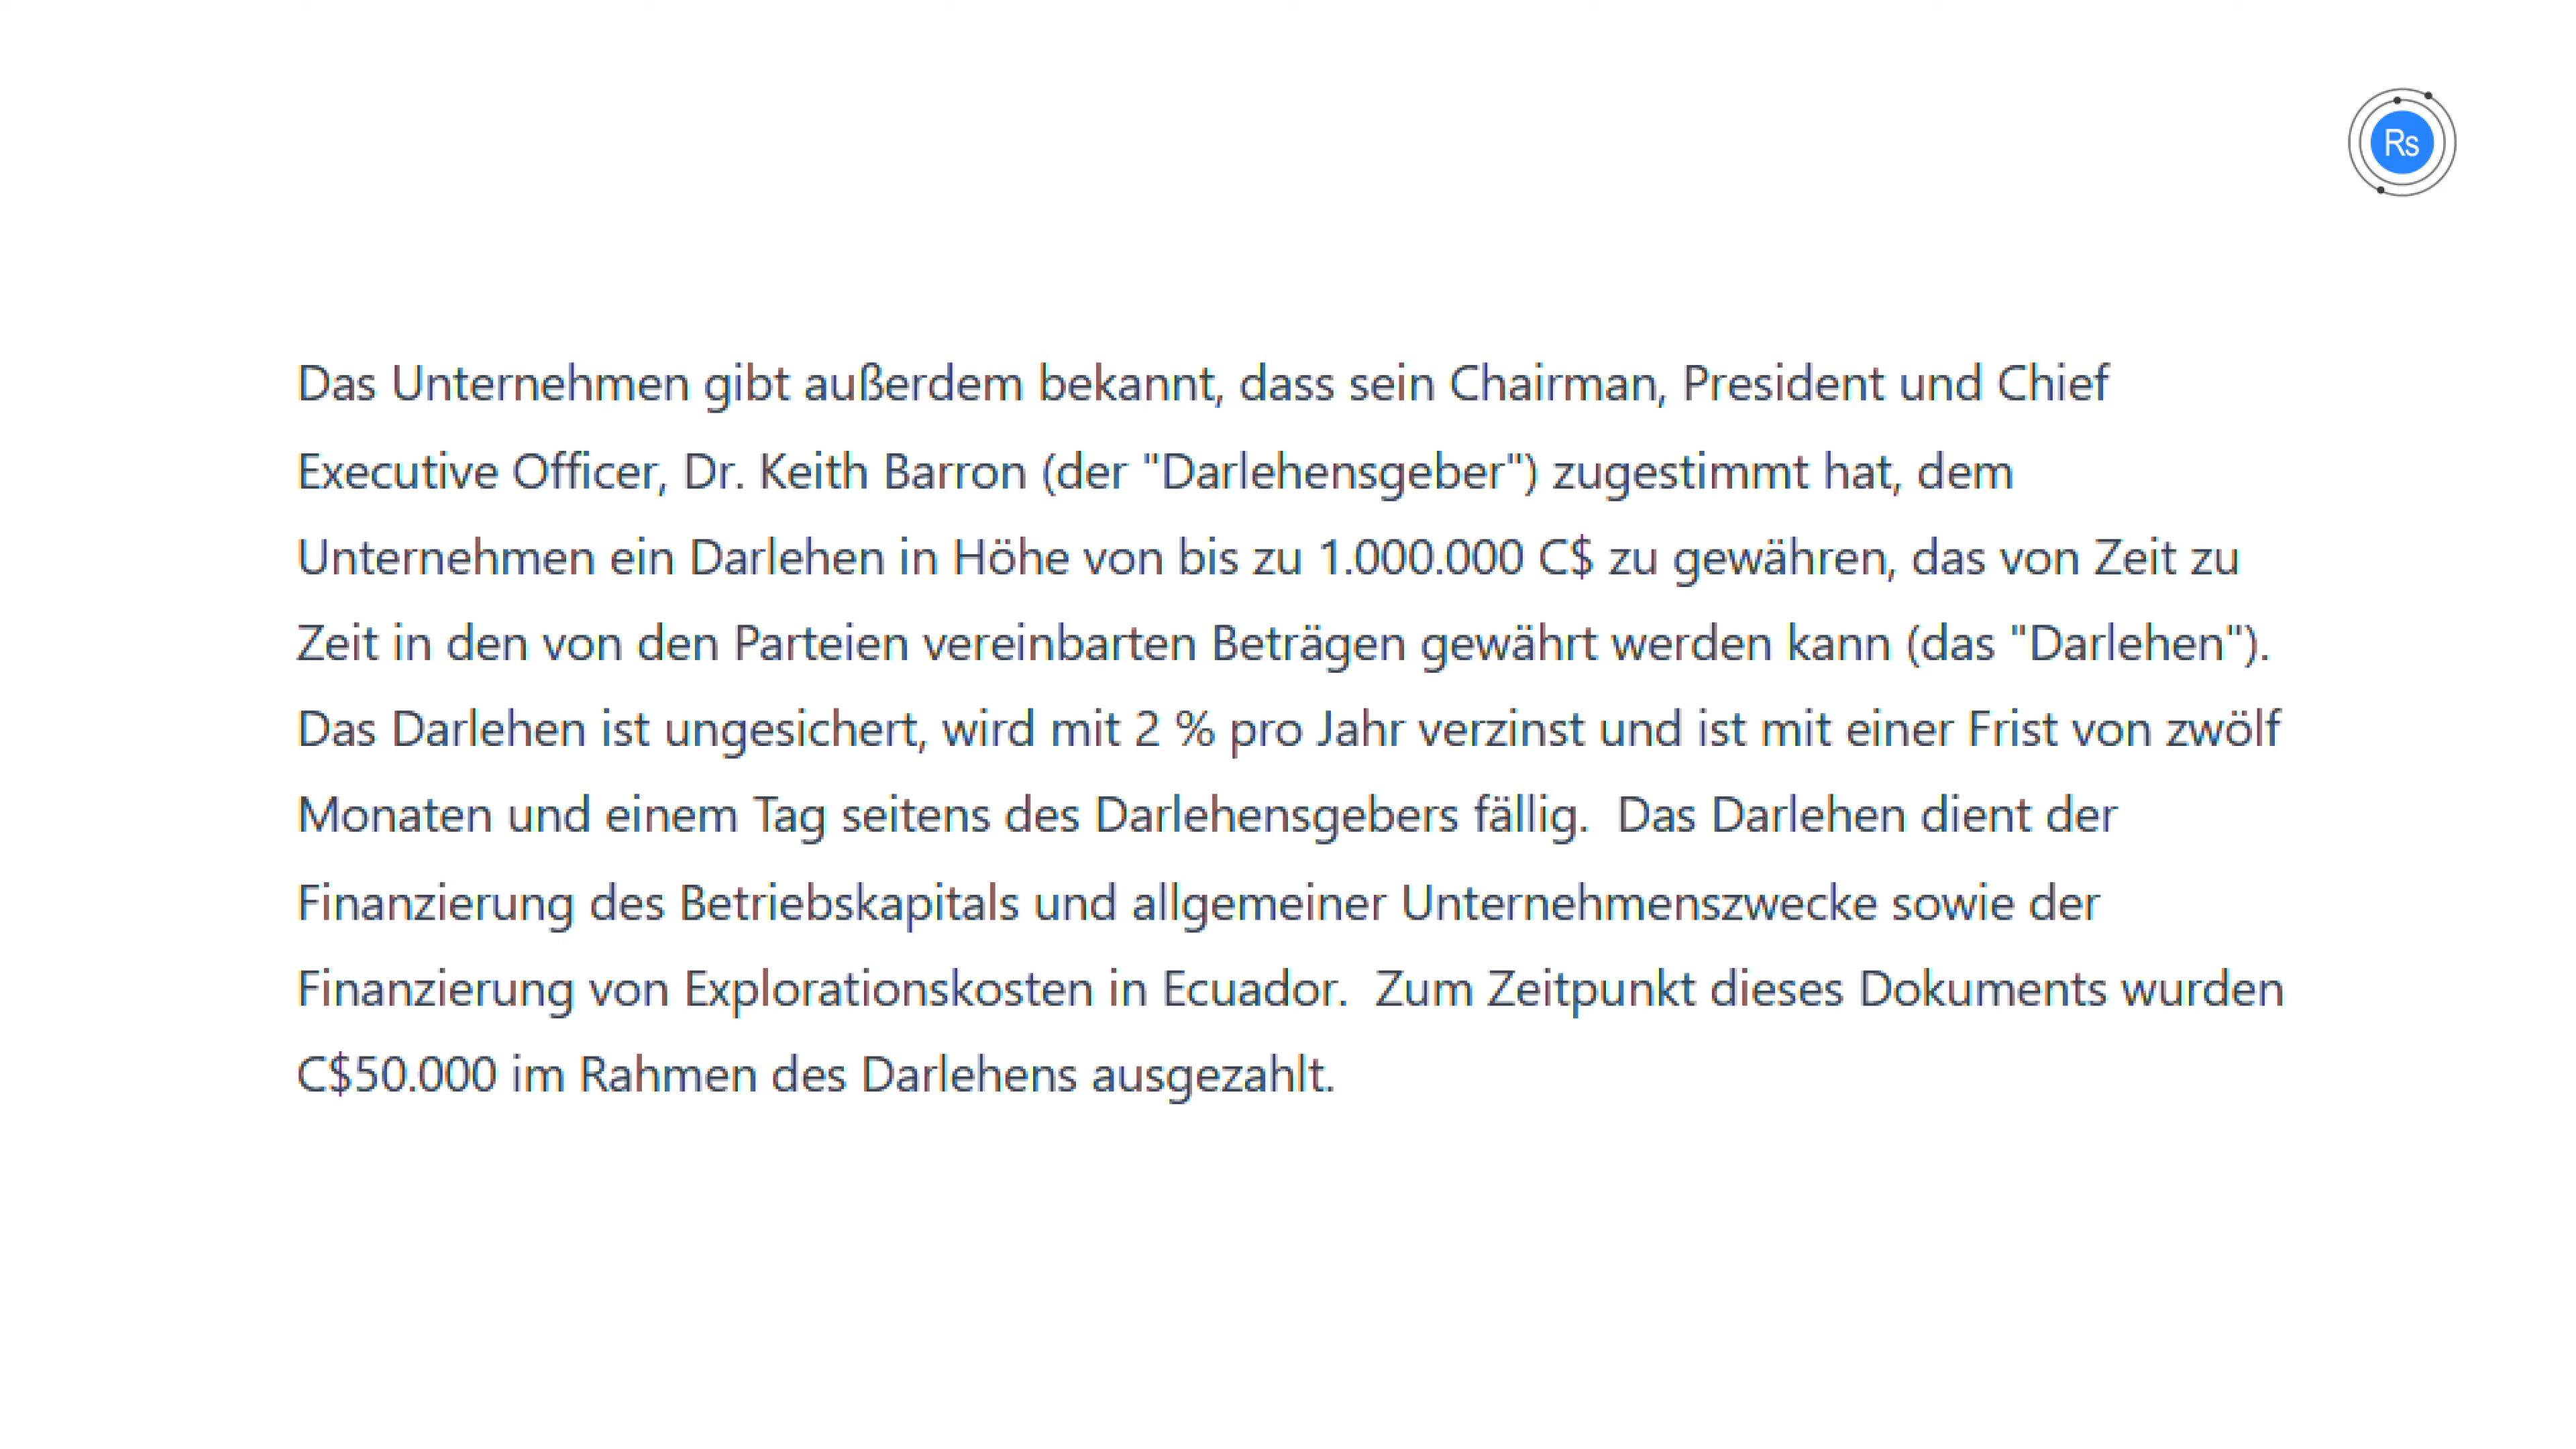 Rs
Das Unternehmen gibt außerdem bekannt, dass sein Chairman, President und Chief
Executive Officer, Dr. Keith Barron (der "Darlehensgeber") zugestimmt hat, dem
Unternehmen ein Darlehen in Höhe von bis zu 1.000.000 C$ zu gewähren, das von Zeit zu
Zeit in den von den Parteien vereinbarten Beträgen gewährt werden kann (das "Darlehen").
Das Darlehen ist ungesichert, wird mit 2 % pro Jahr verzinst und ist mit einer Frist von zwölf
Monaten und einem Tag seitens des Darlehensgebers fällig.  Das Darlehen dient der
Finanzierung des Betriebskapitals und allgemeiner Unternehmenszwecke sowie der
Finanzierung von Explorationskosten in Ecuador.  Zum Zeitpunkt dieses Dokuments wurden
C$50.000 im Rahmen des Darlehens ausgezahlt.